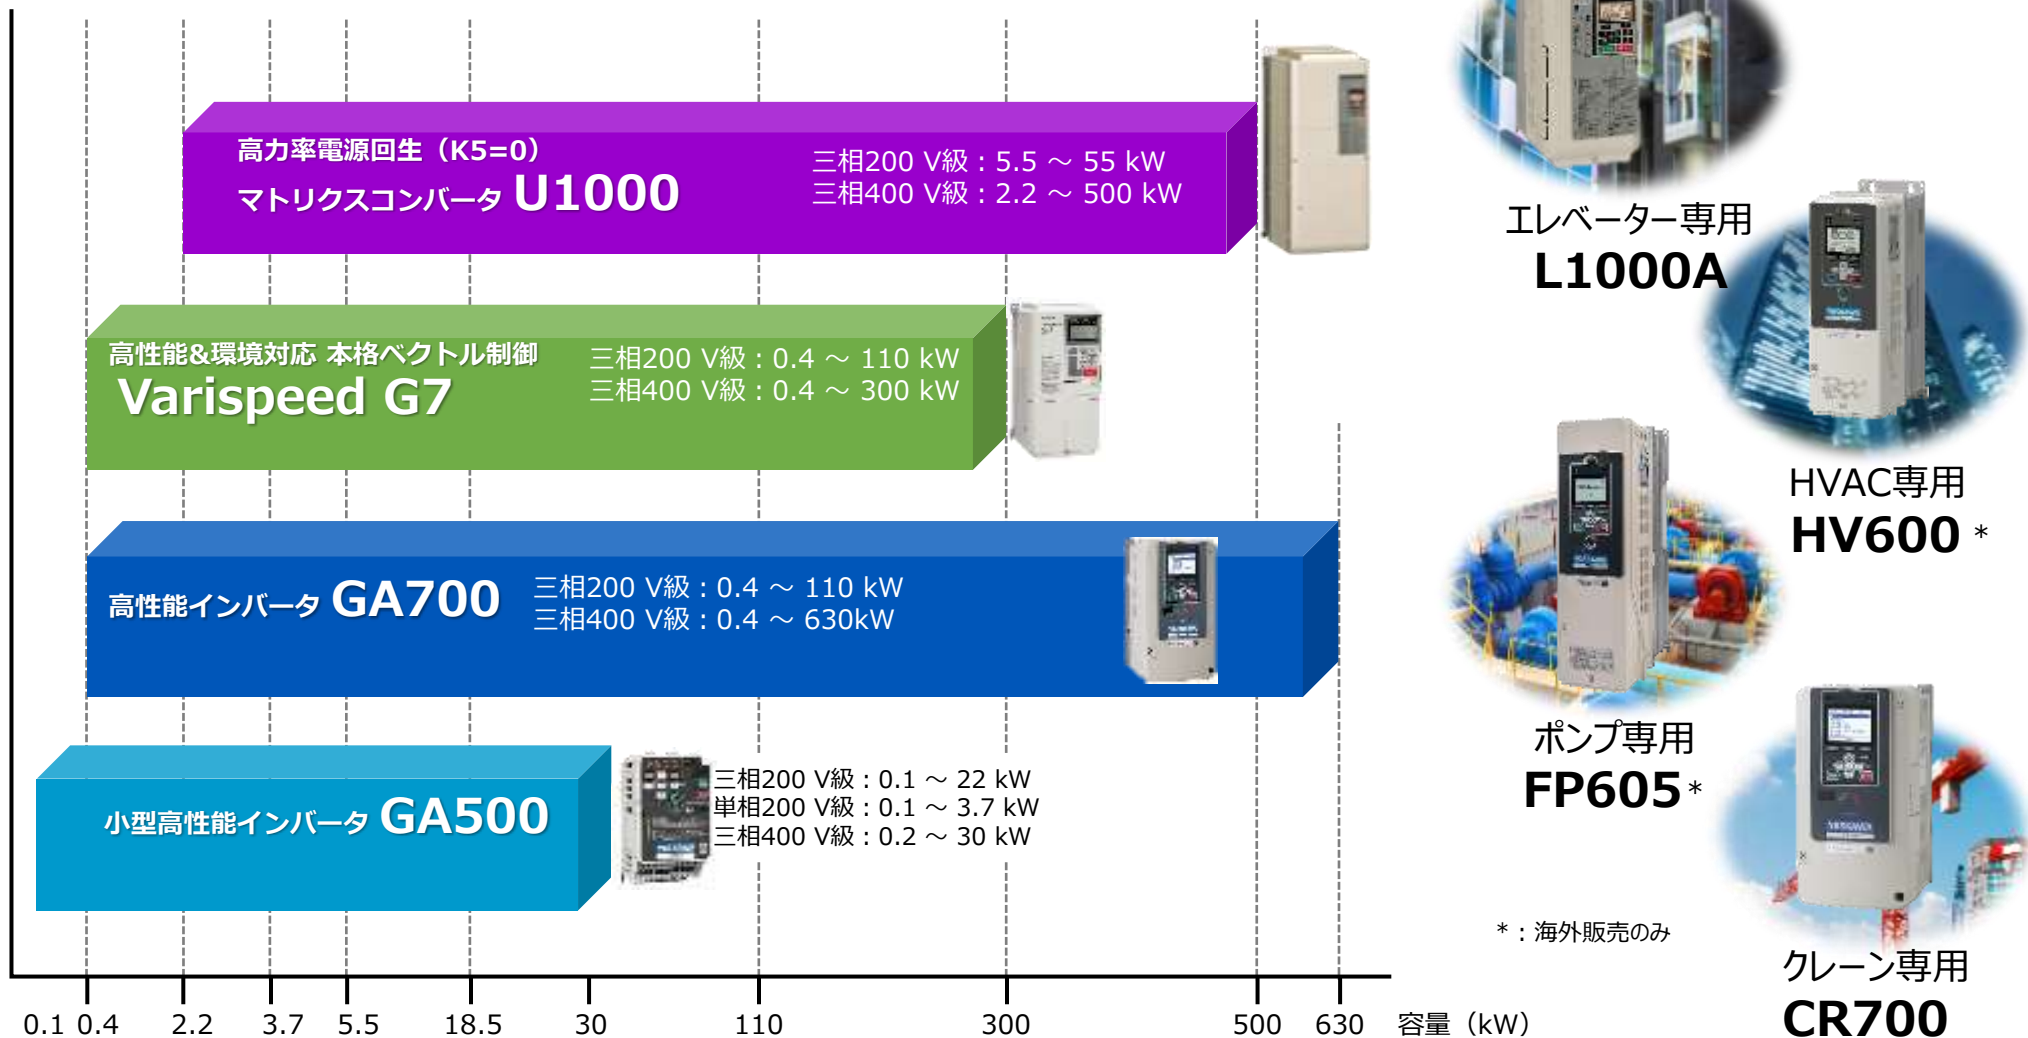 高力率電源回生（K5=0）
マトリクスコンバータ U1000
三相200 V級：5.5 ～ 55 kW
三相400 V級：2.2 ～ 500 kW
高性能&環境対応 本格ベクトル制御
Varispeed G7
三相200 V級：0.4 ～ 110 kW
三相400 V級：0.4 ～ 300 kW
高性能インバータ GA700
三相200 V級：0.4 ～ 110 kW
三相400 V級：0.4 ～ 630kW
小型高性能インバータ GA500
三相200 V級：0.1 ～ 22 kW
単相200 V級：0.1 ～ 3.7 kW
三相400 V級：0.2 ～ 30 kW
0.1 0.4 2.2 3.7 5.5 18.5 30 110 300 500 630 容量（kW）
エレベーター専用
L1000A
HVAC専用
HV600 *
ポンプ専用
FP605*
*：海外販売のみ
クレーン専用
CR700